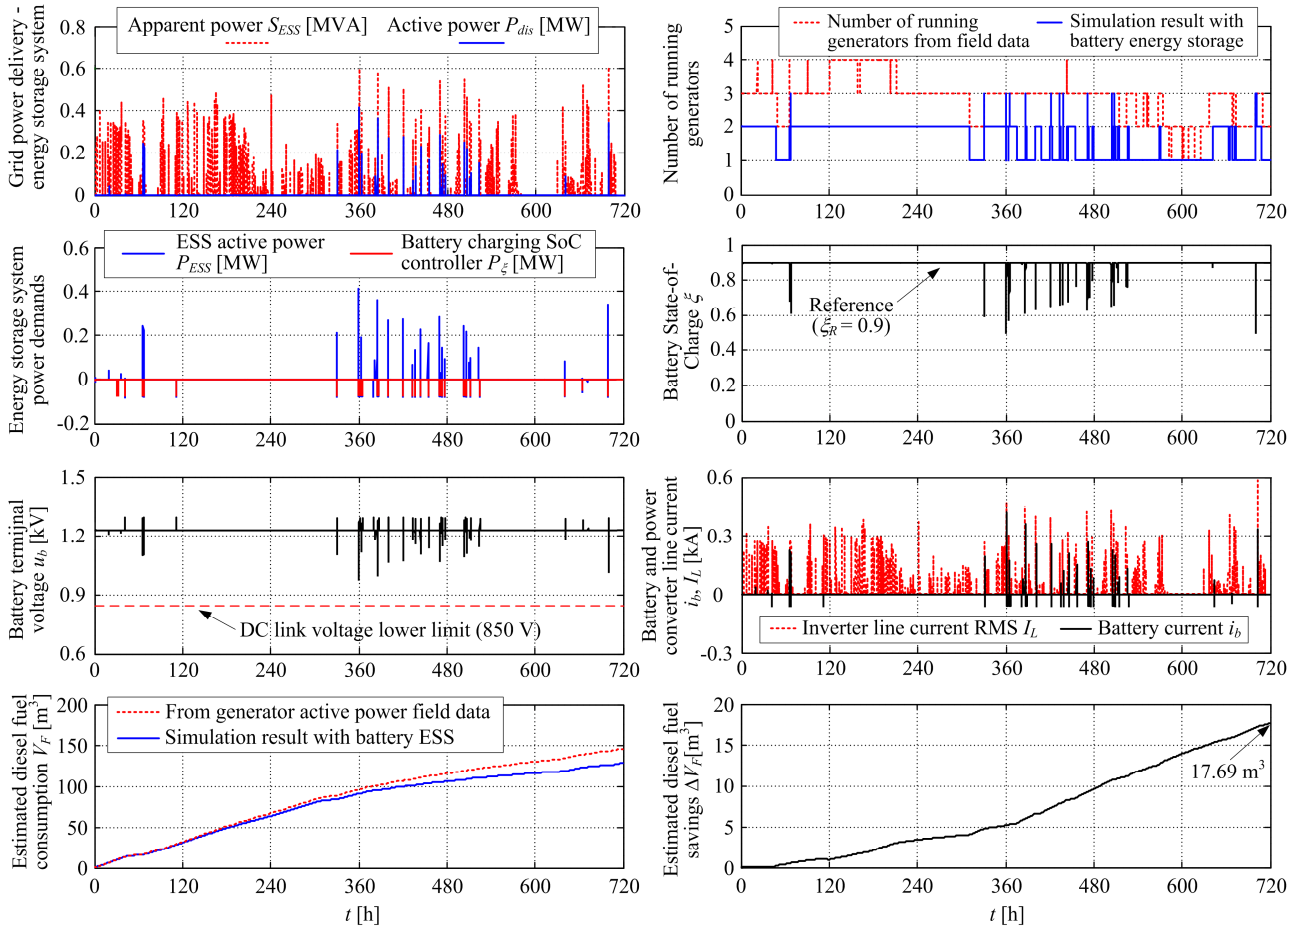 Grid power delivery -
energy storage system
Apparent power S_ESS [MVA] Active power P_dis [MW]
0.8
0.6
0.4
0.2
0
0 120 240 360 480 600 720
Number of running
generators
Number of running
generators from field data
Simulation result with
battery energy storage
5
4
3
2
1
0
0 120 240 360 480 600 720
Energy storage system
power demands
ESS active power
P_ESS [MW]
Battery charging SoC
controller P_ξ [MW]
0.6
0.4
0.2
0
-0.2
0 120 240 360 480 600 720
Battery State-of-
Charge ξ
1
0.8
0.6
0.4
0.2
0
Reference
(ξ_R = 0.9)
0 120 240 360 480 600 720
Battery termijnal
voltage u_b [kV]
1.5
1.2
0.9
0.6
DC link voltage lower limit (850 V)
0 120 240 360 480 600 720
Battery and power
converter line current
i_b, I_L [kA]
0.6
0.3
0
-0.3
Inverter line current RMS I_L Battery current i_b
0 120 240 360 480 600 720
Estimated diesel fuel
consumption V_F [m³]
From generator active power field data
Simulation result with battery ESS
200
150
100
50
0
0 120 240 360 480 600 720
t [h]
Estimated diesel fuel
savings ΔV_F[m³]
20
15
10
5
0
17.69 m³
0 120 240 360 480 600 720
t [h]